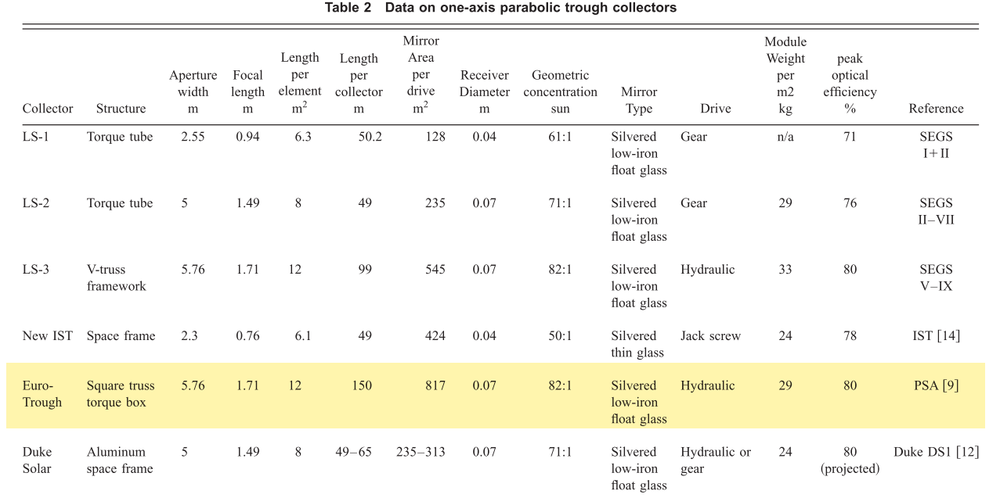 Table 2 Data on one-axis parabolic trough collectors
Mirror
Module
Length Length Area Weight peak
Aperture Focal per per per Receiver Geometric per optical
width length element collector drive Diameter concentration Mirror m2 efficiency
Collector Structure m m m² m m² m sun Type Drive kg % Reference
LS-1 Torque tube 2.55 0.94 6.3 50.2 128 0.04 61:1 Silvered Gear n/a 71 SEGS
low-iron I+II
float glass
LS-2 Torque tube 5 1.49 8 49 235 0.07 71:1 Silvered Gear 29 76 SEGS
low-iron II–VII
float glass
LS-3 V-truss 5.76 1.71 12 99 545 0.07 82:1 Silvered Hydraulic 33 80 SEGS
framework low-iron V–IX
float glass
New IST Space frame 2.3 0.76 6.1 49 424 0.04 50:1 Silvered Jack screw 24 78 IST [14]
thin glass
Euro- Square truss 5.76 1.71 12 150 817 0.07 82:1 Silvered Hydraulic 29 80 PSA [9]
Trough torque box low-iron
float glass
Duke Aluminum 5 1.49 8 49–65 235–313 0.07 71:1 Silvered Hydraulic or 24 80 Duke DS1 [12]
Solar space frame low-iron gear (projected)
float glass